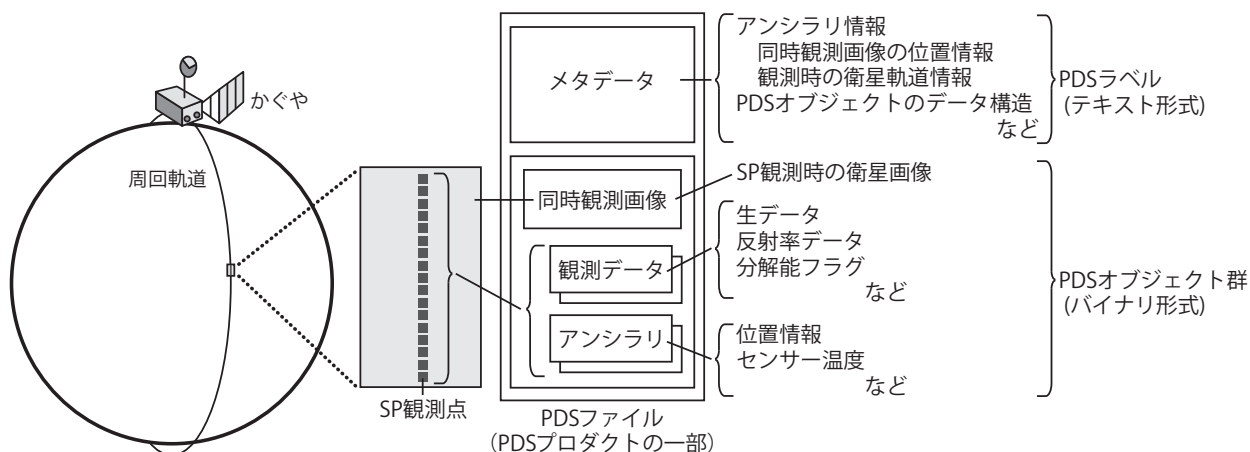 かぐや
周回軌道
SP観測点
メタデータ
同時観測画像
観測データ
アンシラリ
PDSファイル
(PDSプロダクトの一部)
アンシラリ情報
同時観測画像の位置情報
観測時の衛星軌道情報
PDSオブジェクトのデータ構造
など
PDSラベル
(テキスト形式)
SP観測時の衛星画像
生データ
反射率データ
分解能フラグ
など
位置情報
センサー温度
など
PDSオブジェクト群
(バイナリ形式)